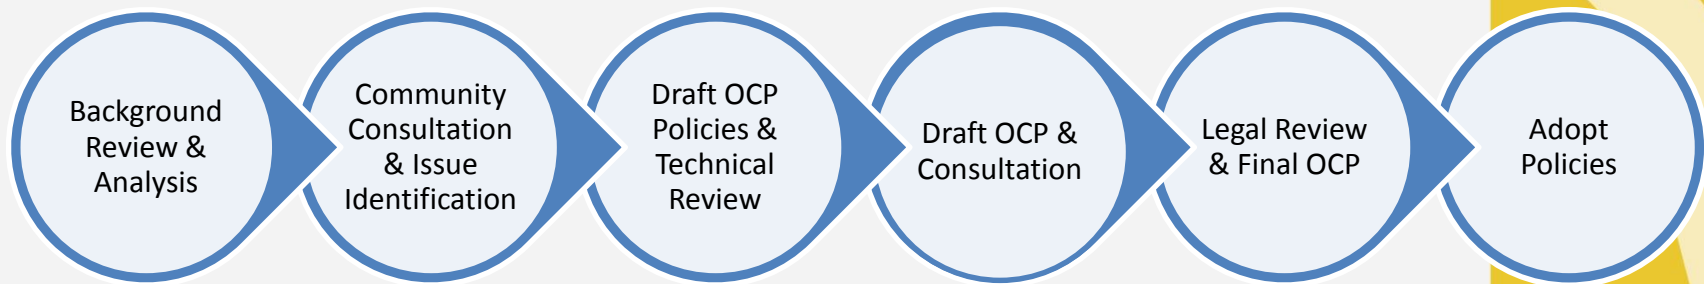 Background
Review &
Analysis
Community
Consultation
& Issue
Identification
Draft OCP
Policies &
Technical
Review
Draft OCP &
Consultation
Legal Review
& Final OCP
Adopt
Policies